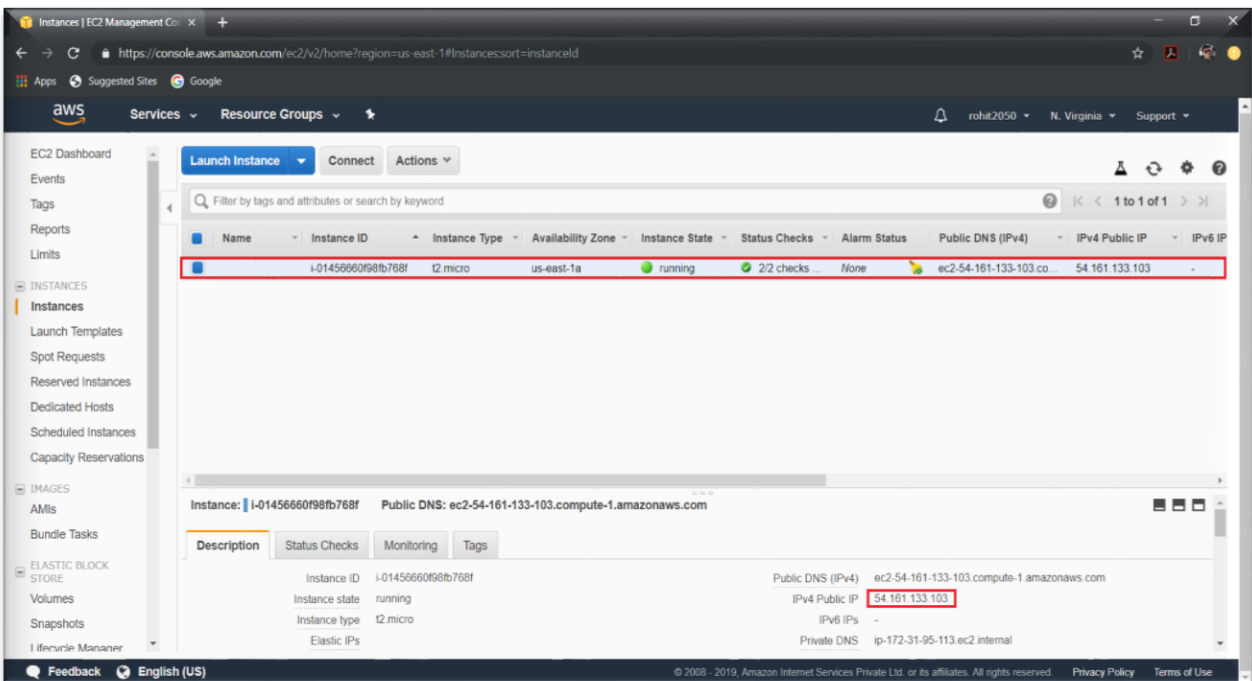 Instances | EC2 Management Co
https://console.aws.amazon.com/ec2/v2/home?region=us-east-1#Instances:sort=instanceId
Apps Suggested Sites Google
aws Services Resource Groups rohit2050 N. Virginia Support
EC2 Dashboard
Events
Tags
Reports
Limits
INSTANCES
Instances
Launch Templates
Spot Requests
Reserved Instances
Dedicated Hosts
Scheduled Instances
Capacity Reservations
IMAGES
AMIs
Bundle Tasks
ELASTIC BLOCK
STORE
Volumes
Snapshots
Lifecycle Manager
Launch Instance Connect Actions
Filter by tags and attributes or search by keyword 1 to 1 of 1
Name Instance ID Instance Type Availability Zone Instance State Status Checks Alarm Status Public DNS (IPv4) IPv4 Public IP IPv6 IP
i-01456660f98fb768f t2.micro us-east-1a running 2/2 checks ... None ec2-54-161-133-103.co... 54.161.133.103 -
Instance: i-01456660f98fb768f Public DNS: ec2-54-161-133-103.compute-1.amazonaws.com
Description Status Checks Monitoring Tags
Instance ID i-01456660f98fb768f Public DNS (IPv4) ec2-54-161-133-103.compute-1.amazonaws.com
Instance state running IPv4 Public IP 54.161.133.103
Instance type t2.micro IPv6 IPs -
Elastic IPs Private DNS ip-172-31-95-113.ec2.internal
Feedback English (US) © 2008 - 2019, Amazon Internet Services Private Ltd. or its affiliates. All rights reserved. Privacy Policy Terms of Use